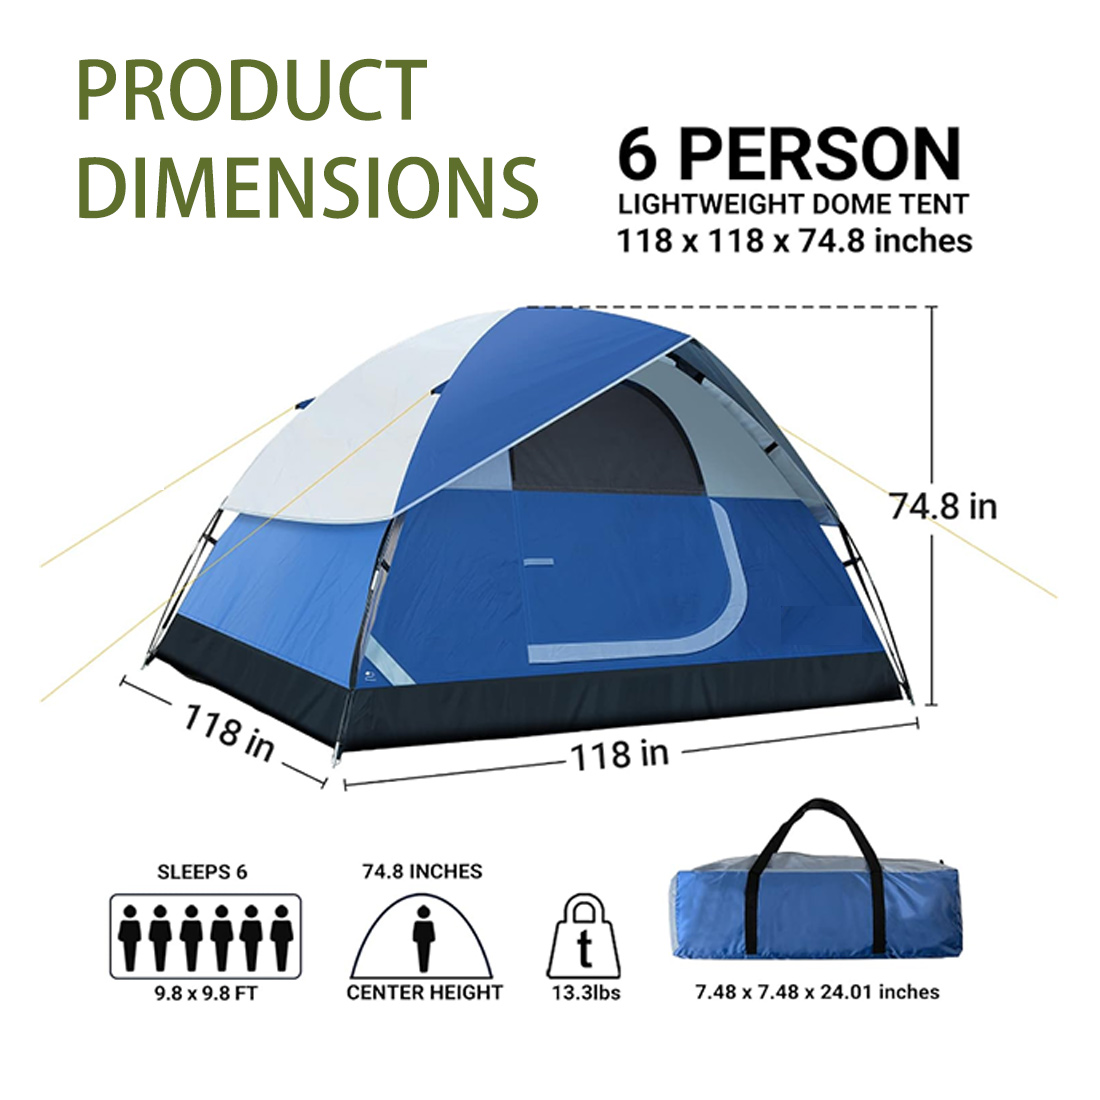 PRODUCT
DIMENSIONS
6 PERSON
LIGHTWEIGHT DOME TENT
118 x 118 x 74.8 inches
74.8 in
118 in
118 in
SLEEPS 6
9.8 x 9.8 FT
74.8 INCHES
CENTER HEIGHT
t
13.3lbs
7.48 x 7.48 x 24.01 inches